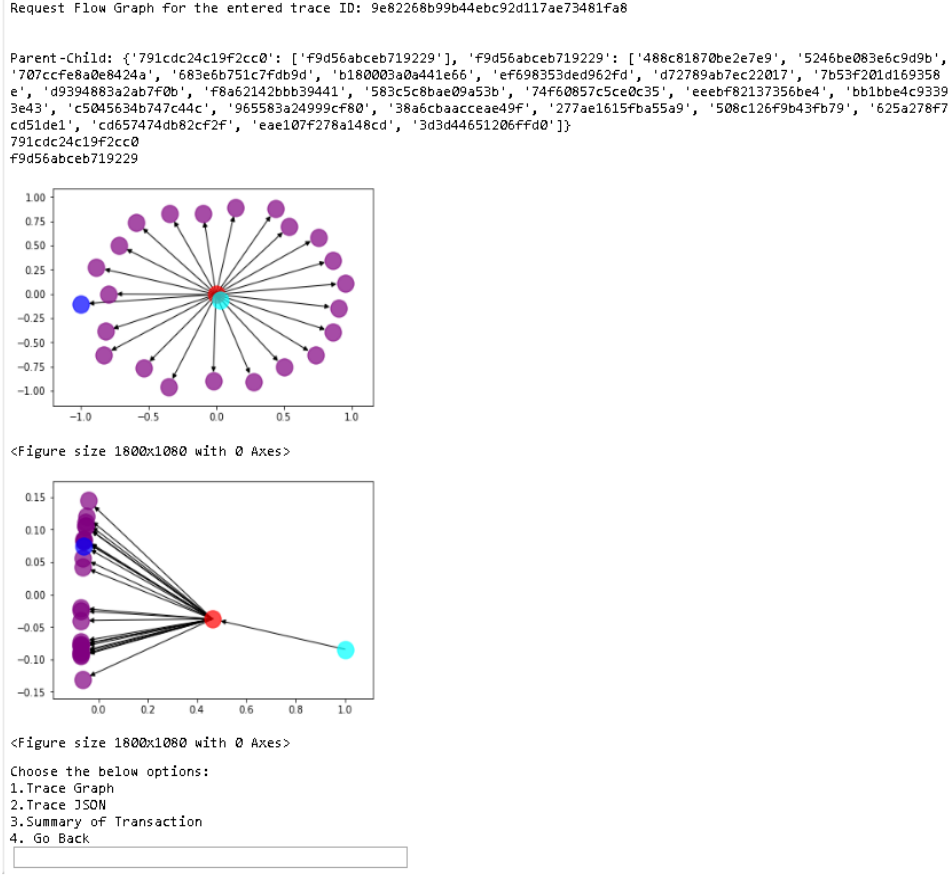 Request Flow Graph for the entered trace ID: 9e82268b99b44ebc92d117ae73481fa8
Parent-Child: {'791cdc24c19f2cc0': ['f9d56abceb719229'], 'f9d56abceb719229': ['488c81870be2e7e9', '5246be083e6c9d9b',
'707ccfe8a0e8424a', '683e6b751c7fdb9d', 'b180003a0a441e66', 'ef698353ded962fd', 'd72789ab7ec22017', '7b53f201d169358
e', 'd9394883a2ab7f0b', 'f8a62142bbb39441', '583c5c8bae09a53b', '74f60857c5ce0c35', 'eeebf82137356be4', 'bb1bbe4c9339
3e43', 'c5045634b747c44c', '965583a24999cf80', '38a6cbaacceae49f', '277ae1615fba55a9', '508c126f9b43fb79', '625a278f7
cd51de1', 'cd657474db82cf2f', 'eae107f278a148cd', '3d3d44651206ffd0']}
791cdc24c19f2cc0
f9d56abceb719229
1.00
0.75
0.50
0.25
0.00
−0.25
−0.50
−0.75
−1.00
−1.0 −0.5 0.0 0.5 1.0
<Figure size 1800x1080 with 0 Axes>
0.15
0.10
0.05
0.00
−0.05
−0.10
−0.15
0.0 0.2 0.4 0.6 0.8 1.0
<Figure size 1800x1080 with 0 Axes>
Choose the below options:
1.Trace Graph
2.Trace JSON
3.Summary of Transaction
4. Go Back